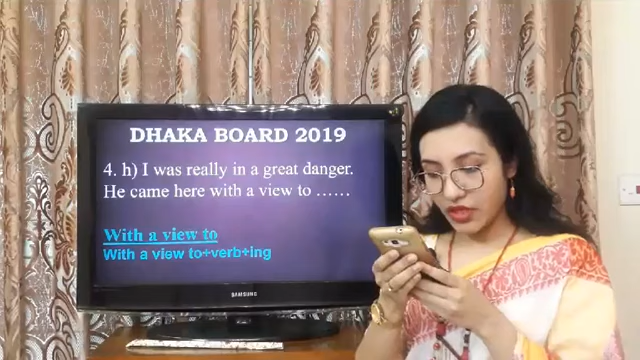 DHAKA BOARD 2019
4. h) I was really in a great danger.
He came here with a view to ......
With a view to
With a view to+verb+ing
SAMSUNG